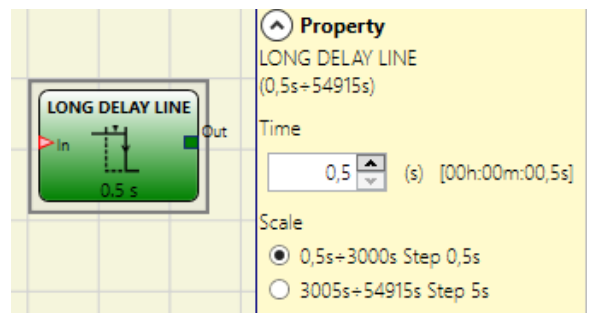 LONG DELAY LINE
In
Out
0.5 s
Property
LONG DELAY LINE
(0,5s÷54915s)
Time
0,5 (s) [00h:00m:00,5s]
Scale
0,5s÷3000s Step 0,5s
3005s÷54915s Step 5s